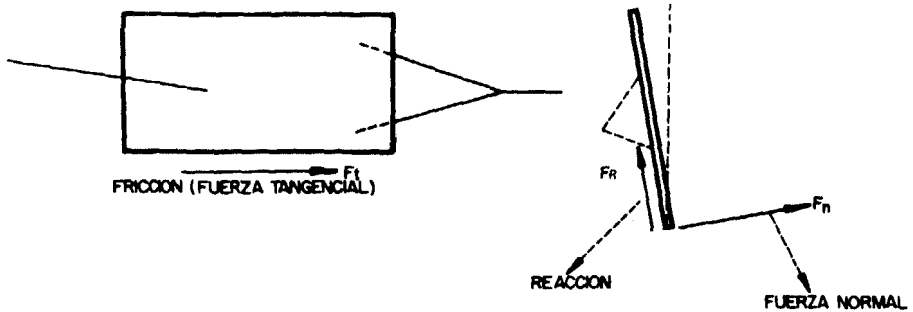 Ft
FRICCION (FUERZA TANGENCIAL)
FR
Fn
REACCION
FUERZA NORMAL